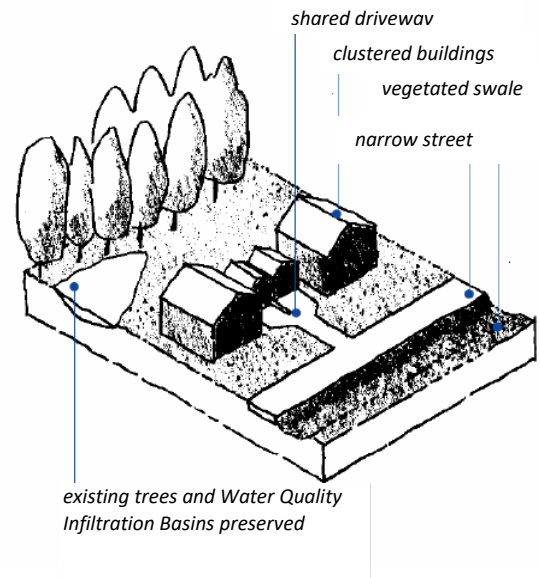 shared drivewav
clustered buildings
vegetated swale
narrow street
existing trees and Water Quality
Infiltration Basins preserved